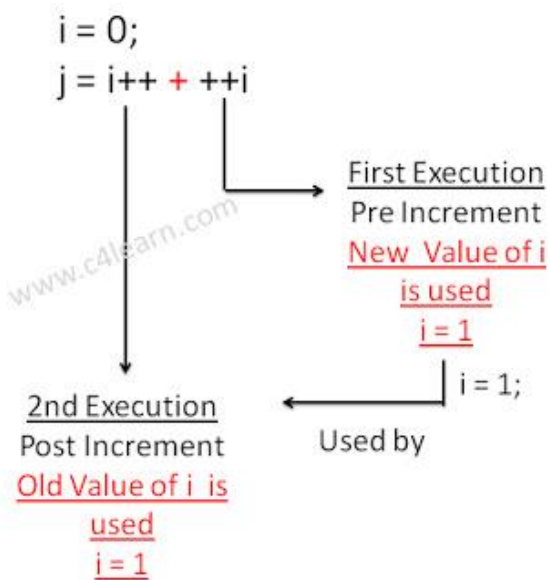 i = 0;
j = i++ + ++i
First Execution
Pre Increment
New Value of i
is used
i = 1
www.c4learn.com
i = 1;
Used by
2nd Execution
Post Increment
Old Value of i is
used
i = 1